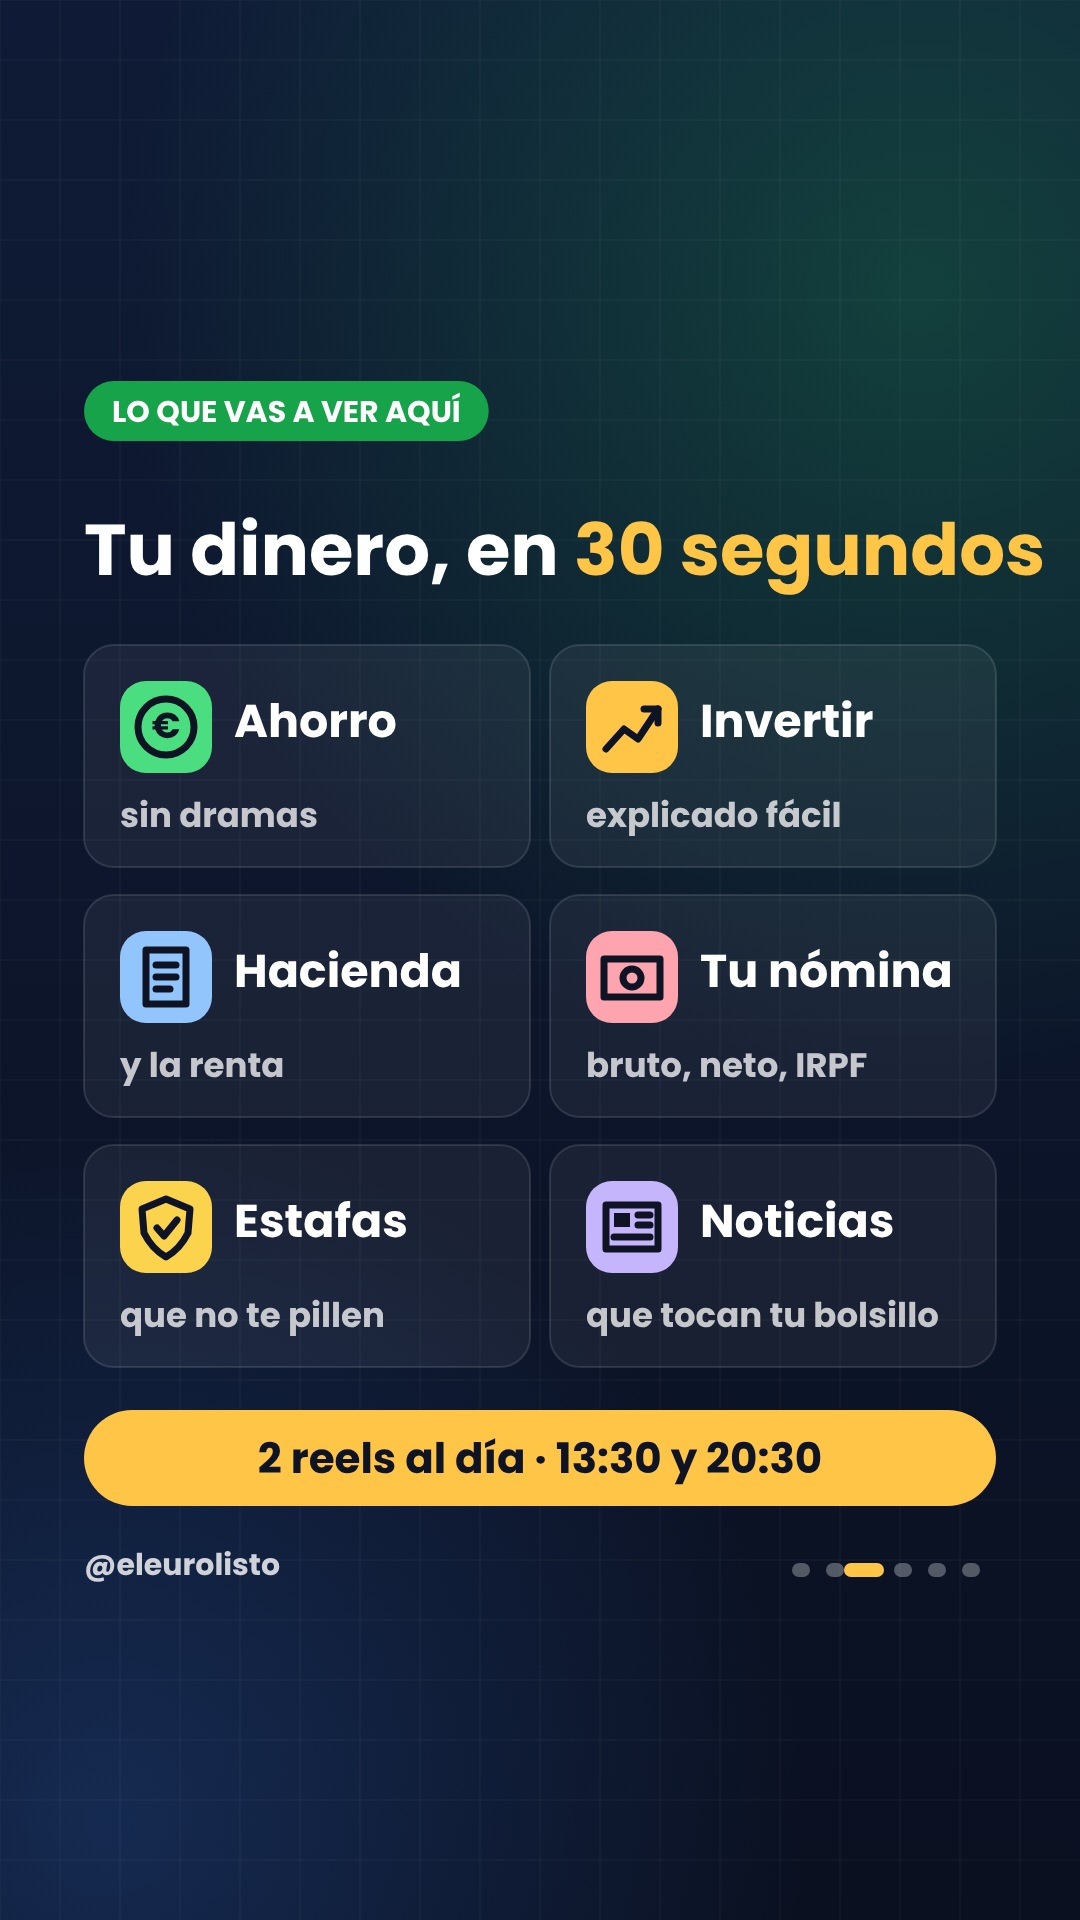 LO QUE VAS A VER AQUÍ
Tu dinero, en 30 segundos
€ Ahorro
sin dramas
Invertir
explicado fácil
Hacienda
y la renta
Tu nómina
bruto, neto, IRPF
Estafas
que no te pillen
Noticias
que tocan tu bolsillo
2 reels al día · 13:30 y 20:30
@eleurolisto